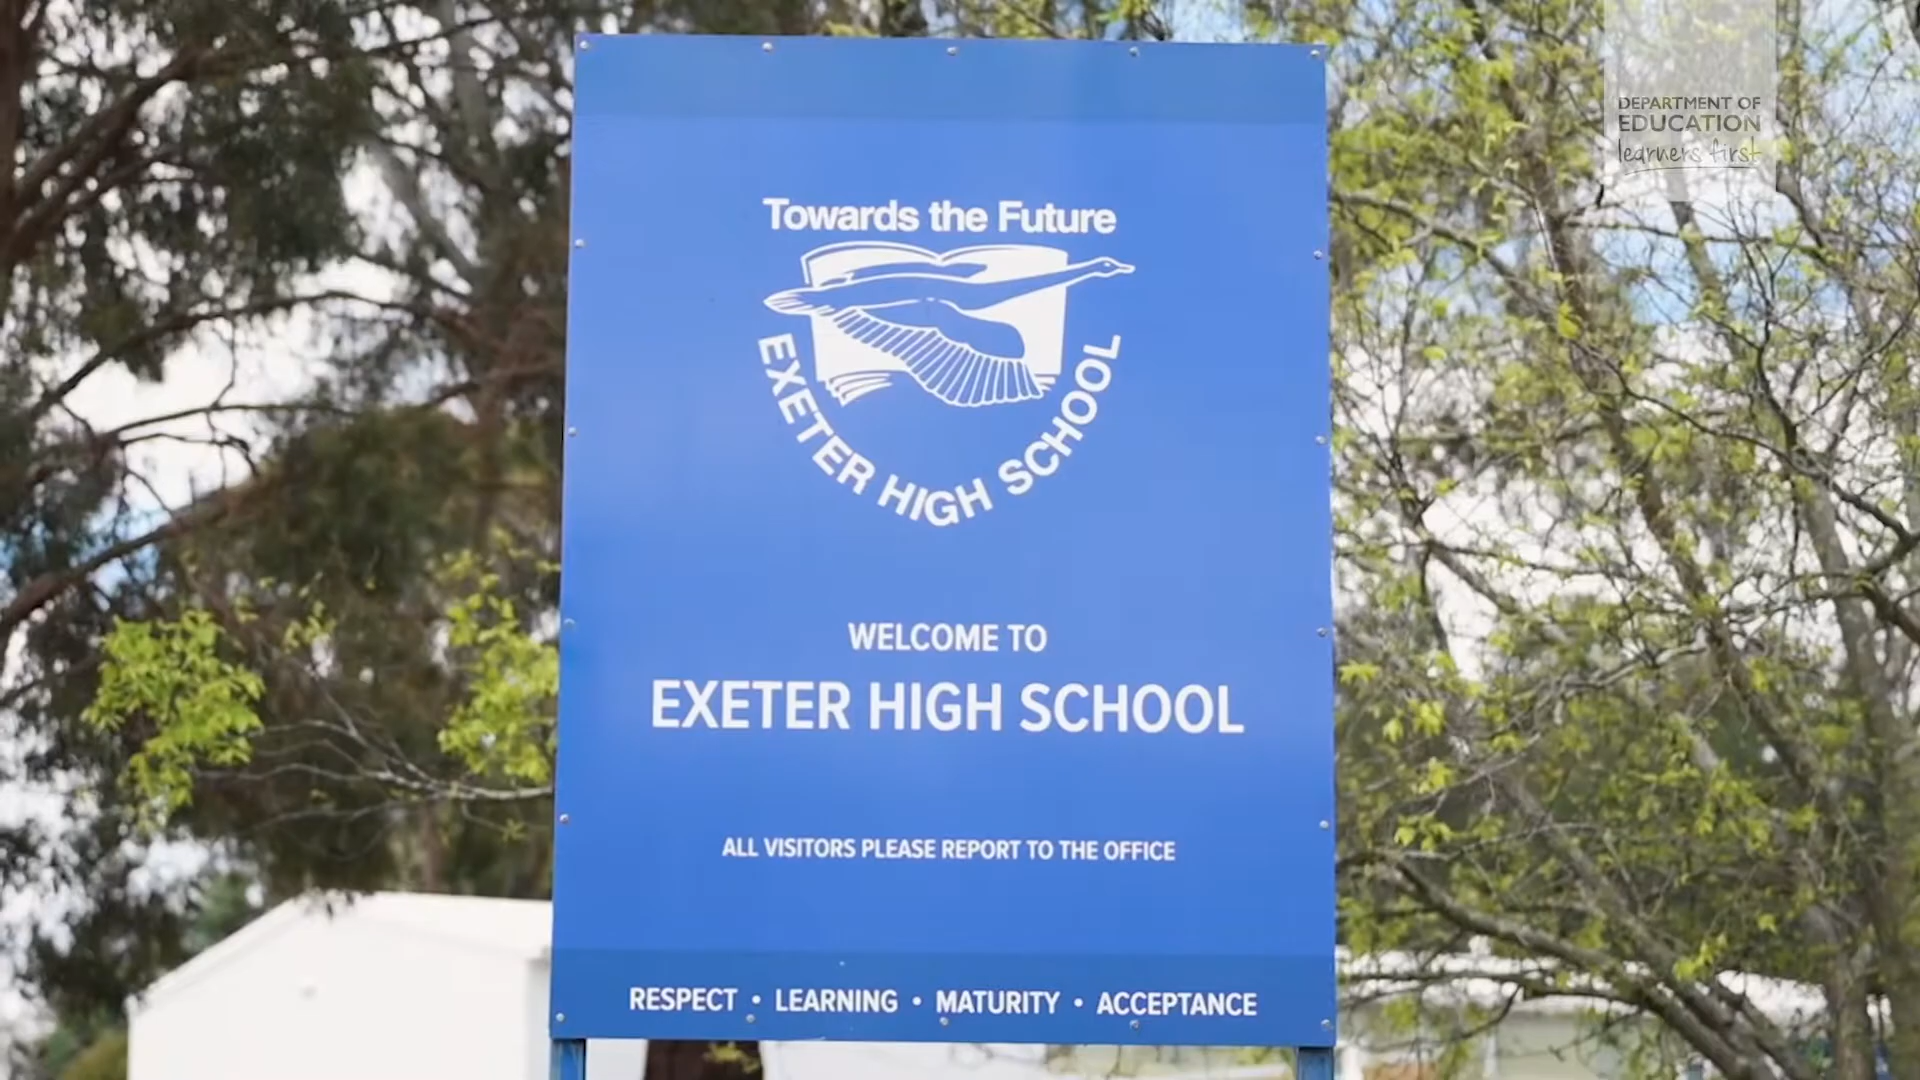 DEPARTMENT OF
EDUCATION
learners first
Towards the Future
EXETER HIGH SCHOOL
WELCOME TO
EXETER HIGH SCHOOL
ALL VISITORS PLEASE REPORT TO THE OFFICE
RESPECT • LEARNING • MATURITY • ACCEPTANCE